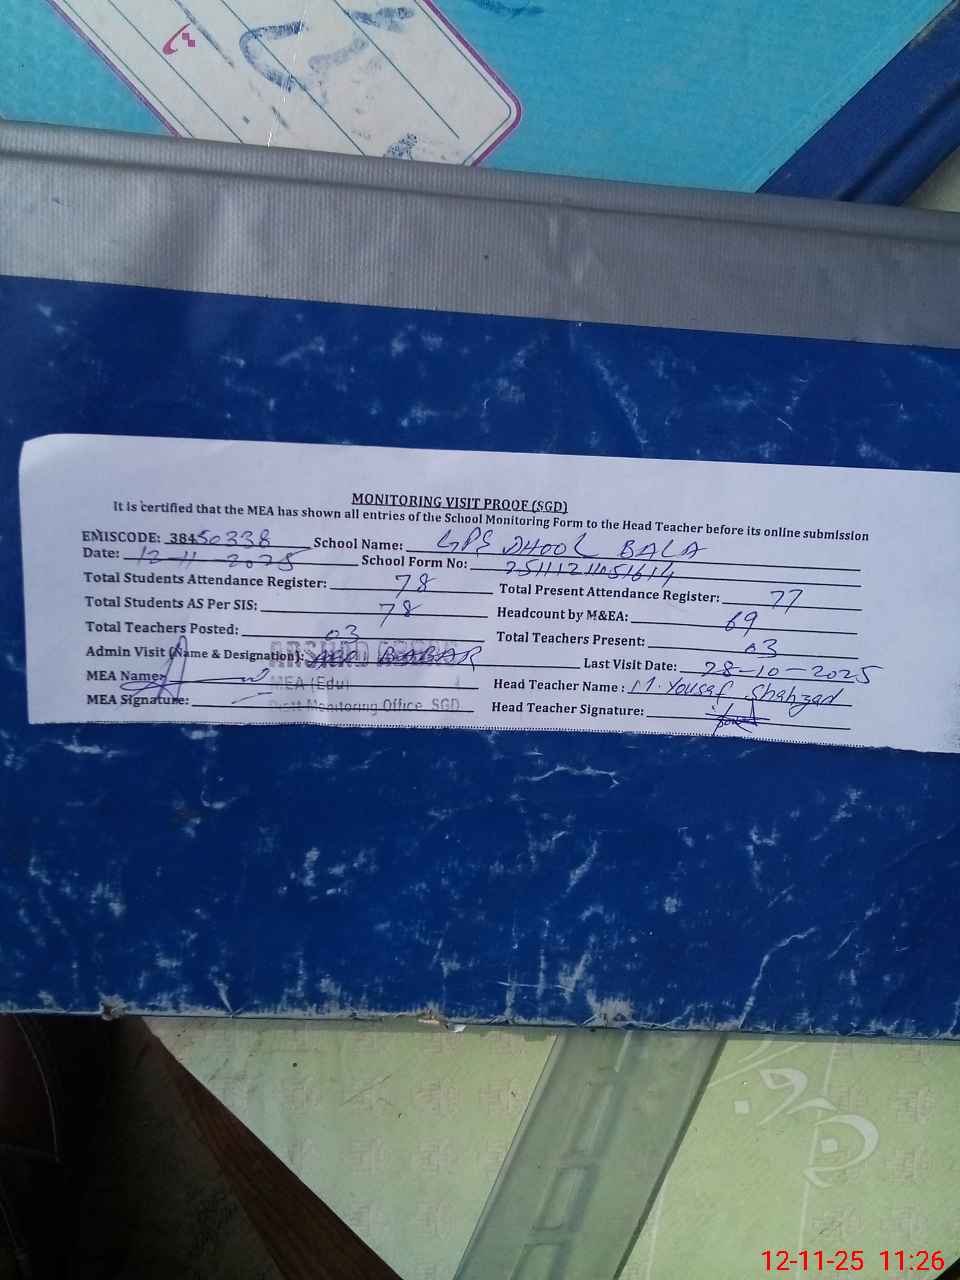 MONITORING VISIT PROOF (SGD)
It is certified that the MEA has shown all entries of the School Monitoring Form to the Head Teacher before its online submission
EMISCODE: 38450338 School Name: GPS DHOOL BALA
Date: 12-11-2025 School Form No:
Total Students Attendance Register: 78 Total Present Attendance Register: 77
Total Students AS Per SIS: 78 Headcount by M&EA: 69
Total Teachers Posted: 03 Total Teachers Present: 03
Admin Visit (Name & Designation): BABAR Last Visit Date: 28-10-2025
MEA Name: Head Teacher Name: M. Yousaf Shahzad
MEA (Edu)
MEA Signature: Monitoring Office SGD Head Teacher Signature:
12-11-25 11:26